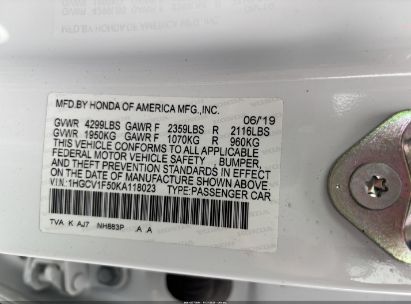 MFD.BY HONDA OF AMERICA MFG.,INC. 06/19
GVWR 4299LBS GAWR F 2359LBS R 2116LBS
GVWR 1950KG GAWR F 1070KG R 960KG
THIS VEHICLE CONFORMS TO ALL APPLICABLE
FEDERAL MOTOR VEHICLE SAFETY , BUMPER,
AND THEFT PREVENTION STANDARDS IN EFFECT
ON THE DATE OF MANUFACTURE SHOWN ABOVE.
VIN:1HGCV1F50KA118023 TYPE:PASSENGER CAR
TVA K AJ7 NH883P A A